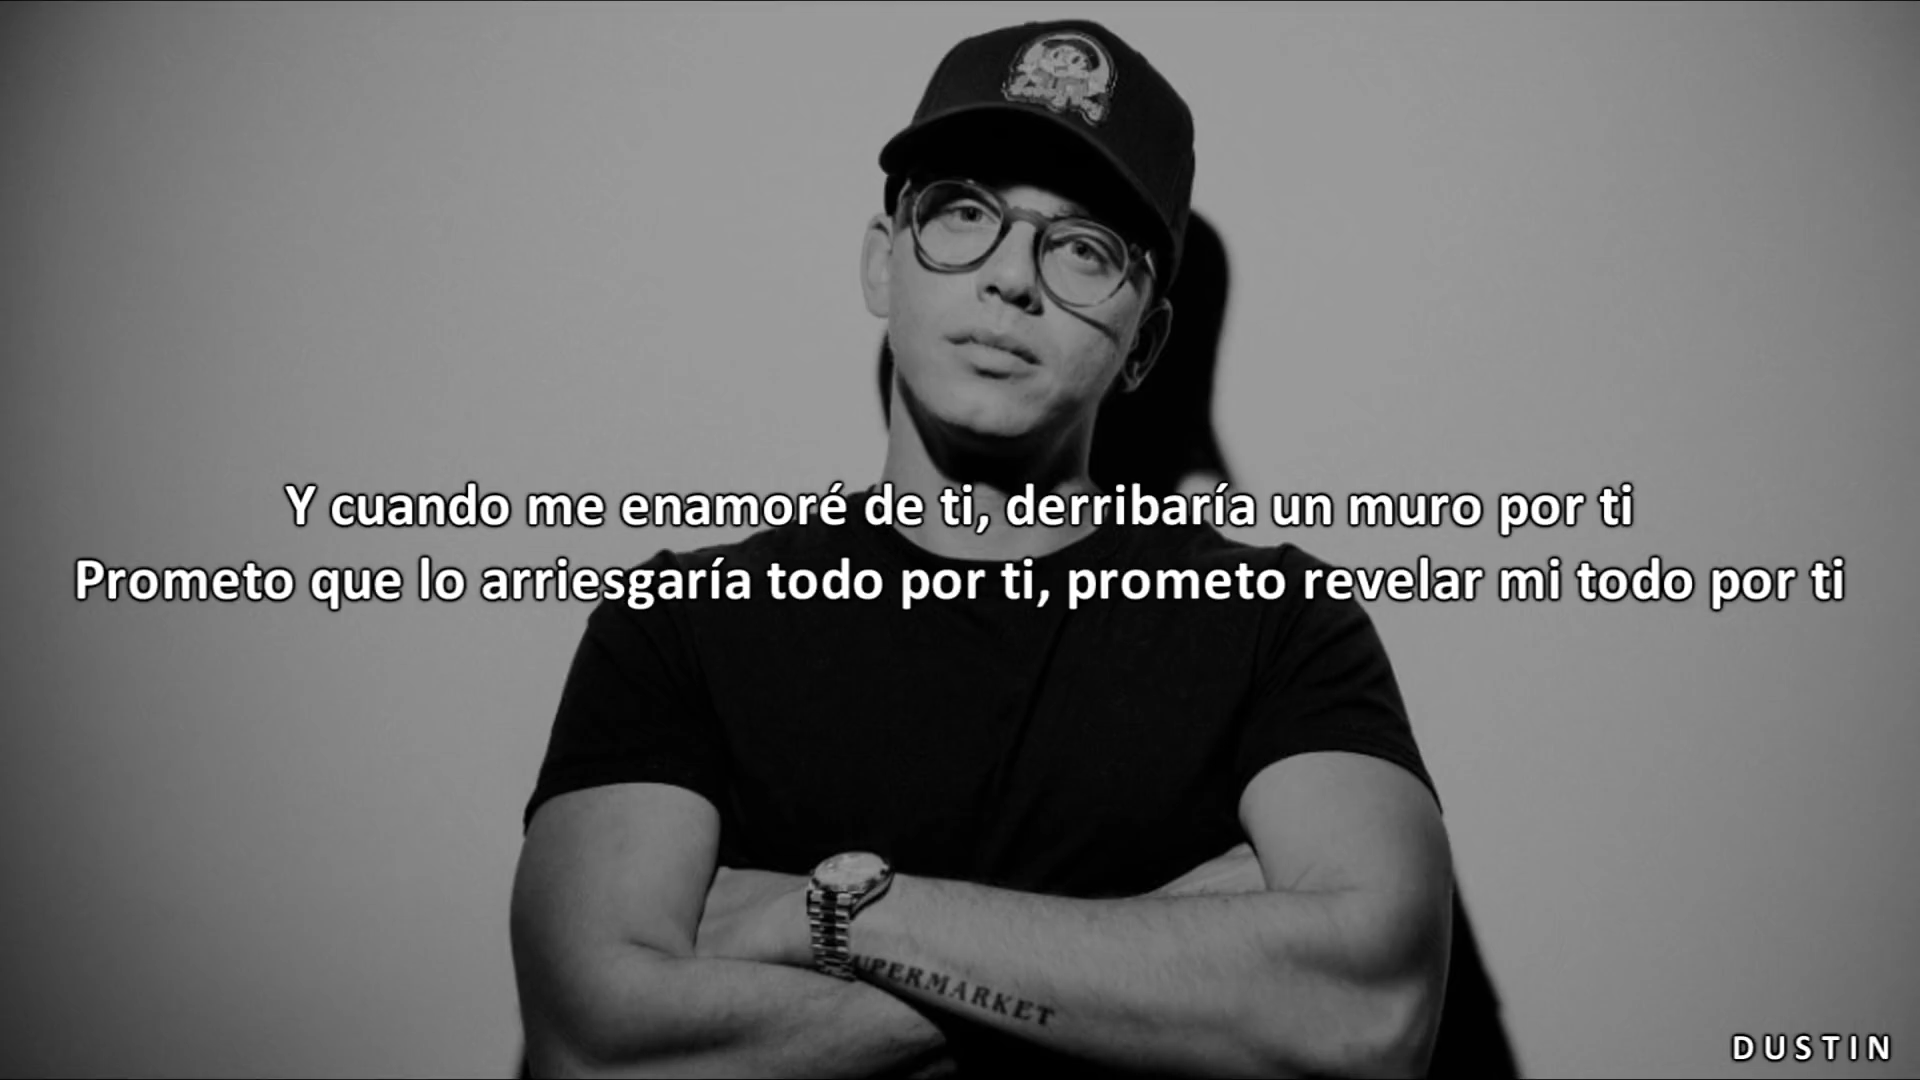 Y cuando me enamoré de ti, derribaría un muro por ti
Prometo que lo arriesgaría todo por ti, prometo revelar mi todo por ti
UPERMARKET
DUSTIN